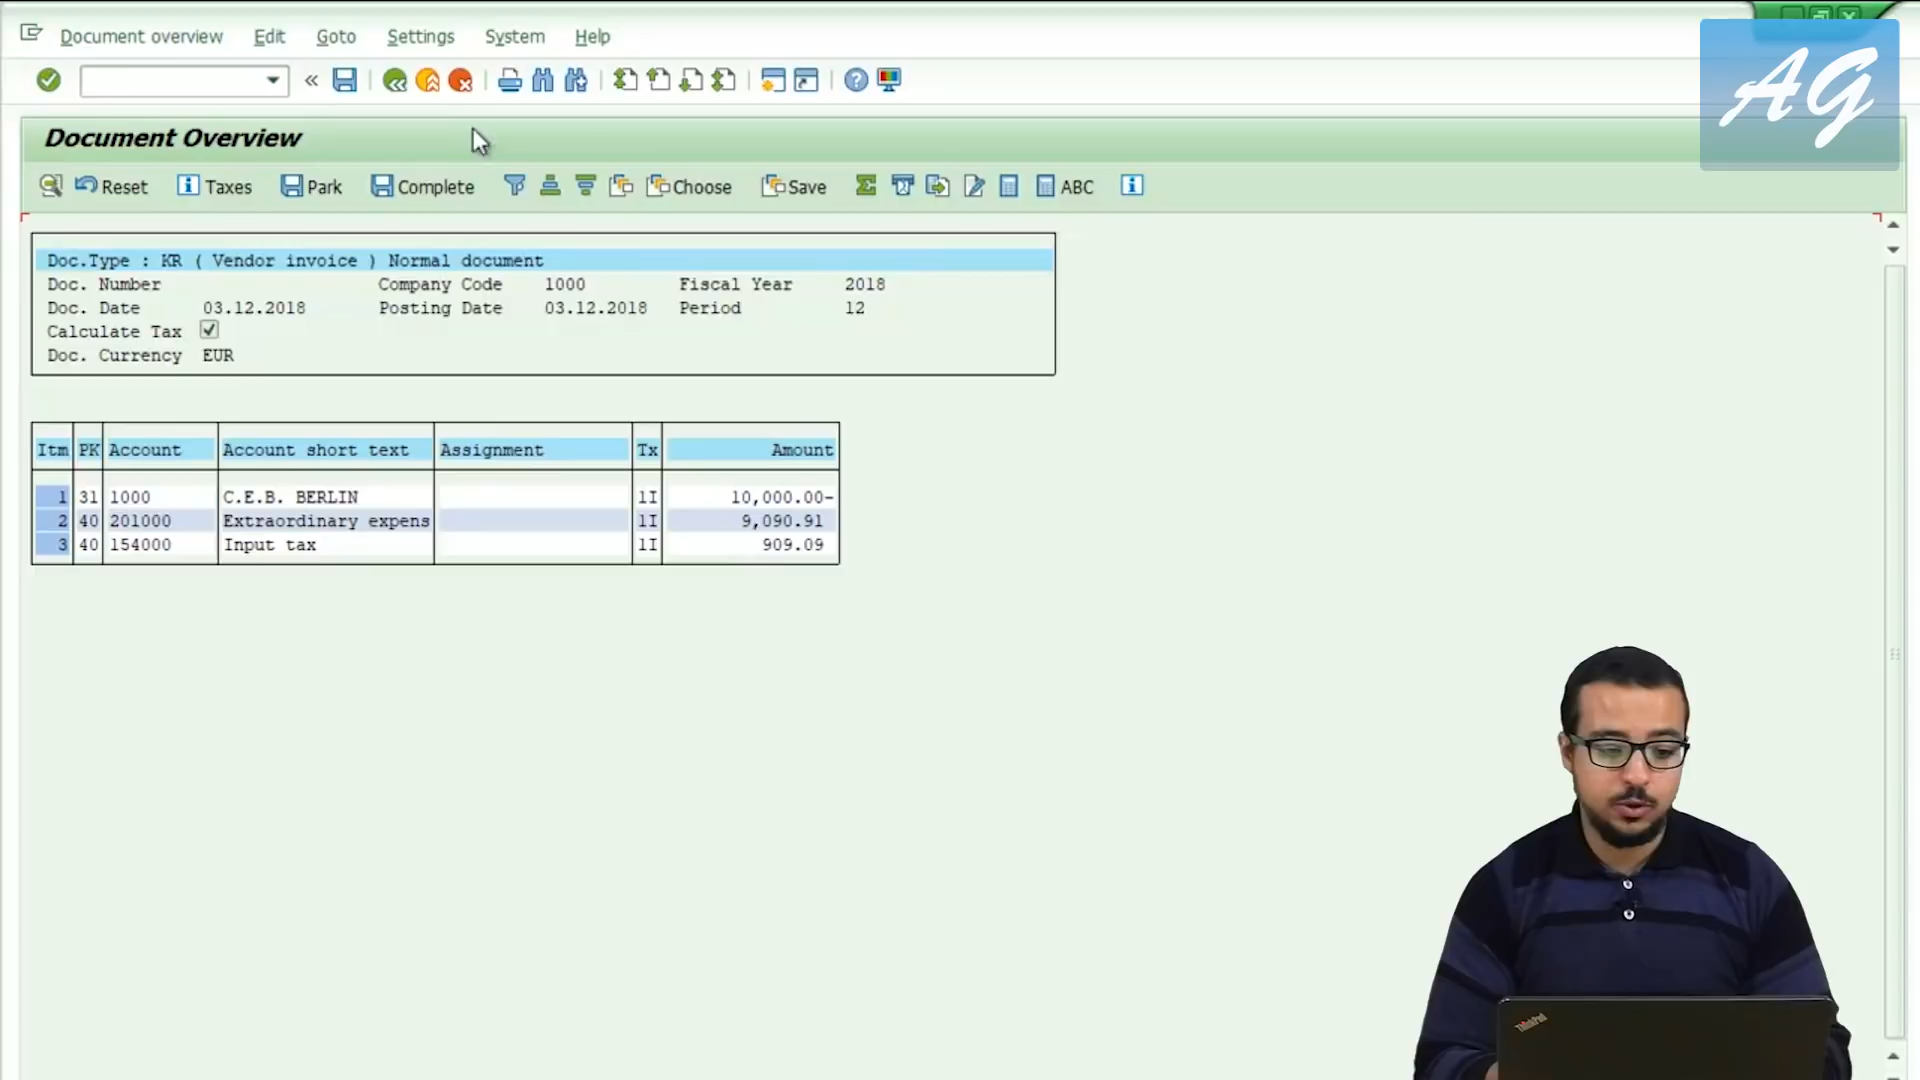 Document overview Edit Goto Settings System Help
AG
Document Overview
Reset Taxes Park Complete Choose Save ABC
Doc.Type : KR ( Vendor invoice ) Normal document
Doc. Number Company Code 1000 Fiscal Year 2018
Doc. Date 03.12.2018 Posting Date 03.12.2018 Period 12
Calculate Tax
Doc. Currency EUR
Itm PK Account Account short text Assignment Tx Amount
1 31 1000 C.E.B. BERLIN 1I 10,000.00-
2 40 201000 Extraordinary expens 1I 9,090.91
3 40 154000 Input tax 1I 909.09
ThinkPad